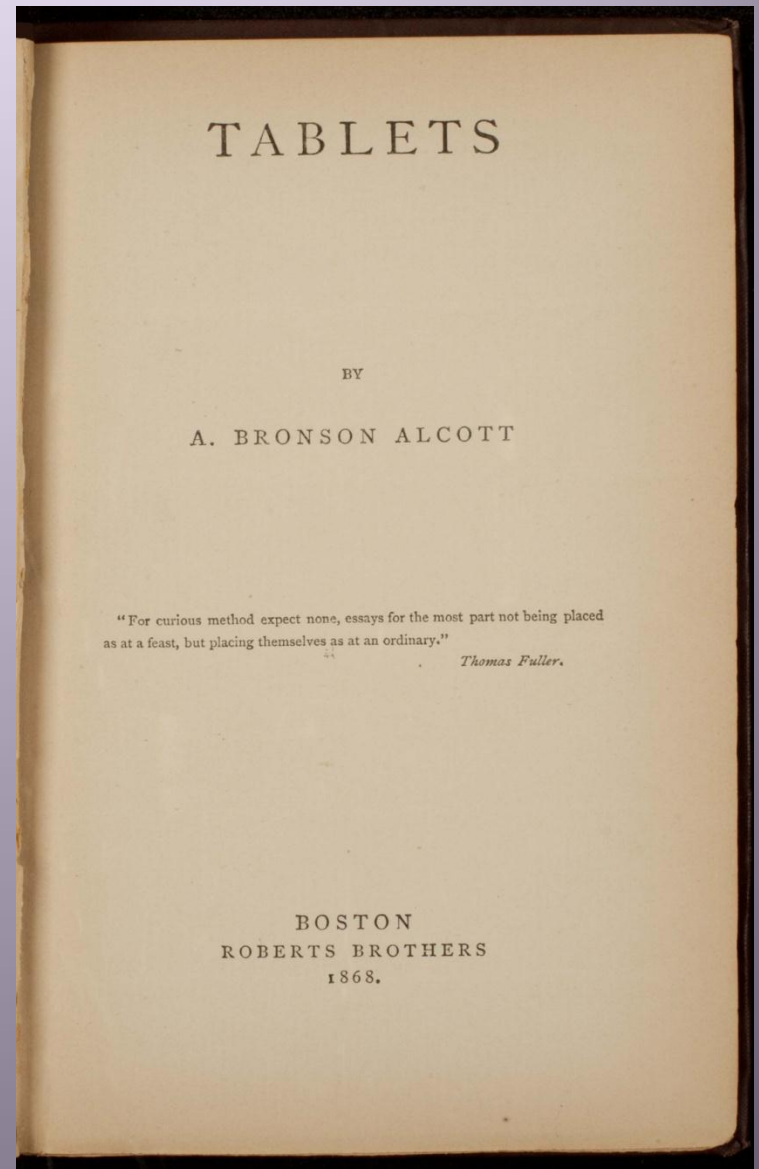 TABLETS
BY
A. BRONSON ALCOTT
“For curious method expect none, essays for the most part not being placed
as at a feast, but placing themselves as at an ordinary.”
Thomas Fuller.
BOSTON
ROBERTS BROTHERS
1868.